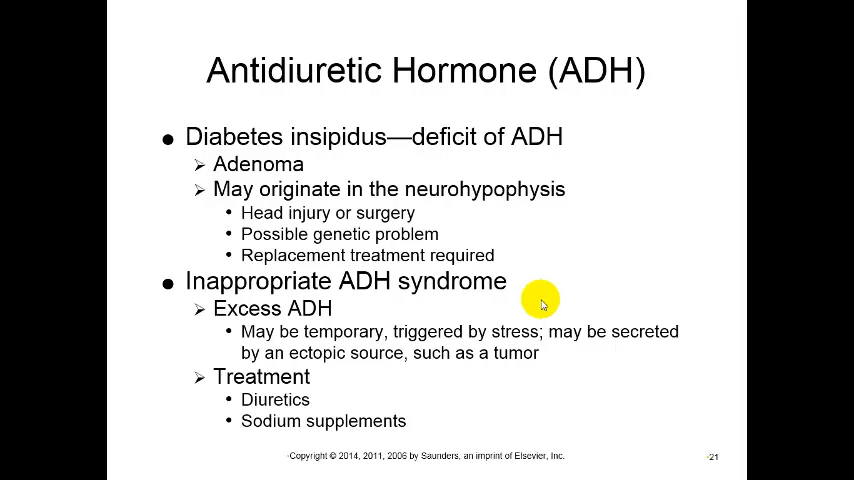 Antidiuretic Hormone (ADH)
● Diabetes insipidus—deficit of ADH
➢ Adenoma
➢ May originate in the neurohypophysis
• Head injury or surgery
• Possible genetic problem
• Replacement treatment required
● Inappropriate ADH syndrome
➢ Excess ADH
• May be temporary, triggered by stress; may be secreted
by an ectopic source, such as a tumor
➢ Treatment
• Diuretics
• Sodium supplements
•Copyright © 2014, 2011, 2006 by Saunders, an imprint of Elsevier, Inc.
•21